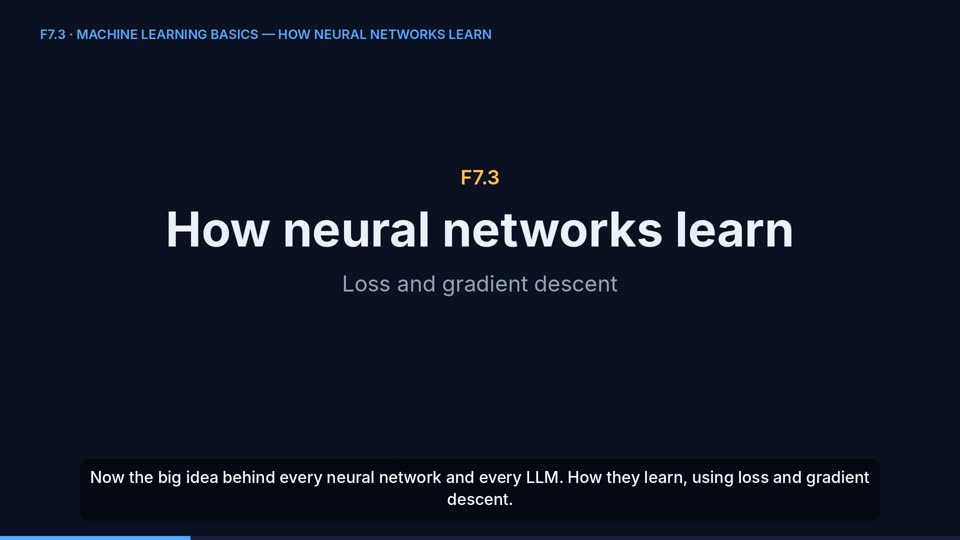 F7.3 · MACHINE LEARNING BASICS — HOW NEURAL NETWORKS LEARN
F7.3
How neural networks learn
Loss and gradient descent
Now the big idea behind every neural network and every LLM. How they learn, using loss and gradient
descent.